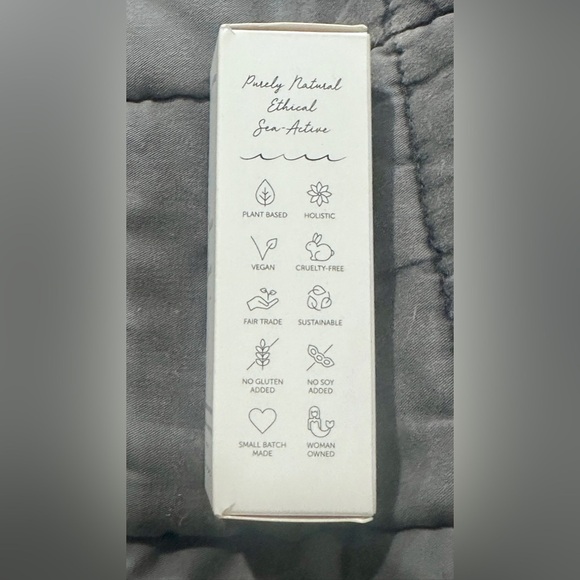 Purely Natural
Ethical
Sea-Active
PLANT BASED
HOLISTIC
VEGAN
CRUELTY-FREE
FAIR TRADE
SUSTAINABLE
NO GLUTEN
ADDED
NO SOY
ADDED
SMALL BATCH
MADE
WOMAN
OWNED